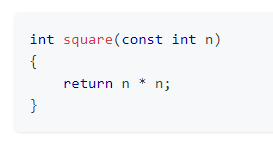 int square(const int n)
{
    return n * n;
}